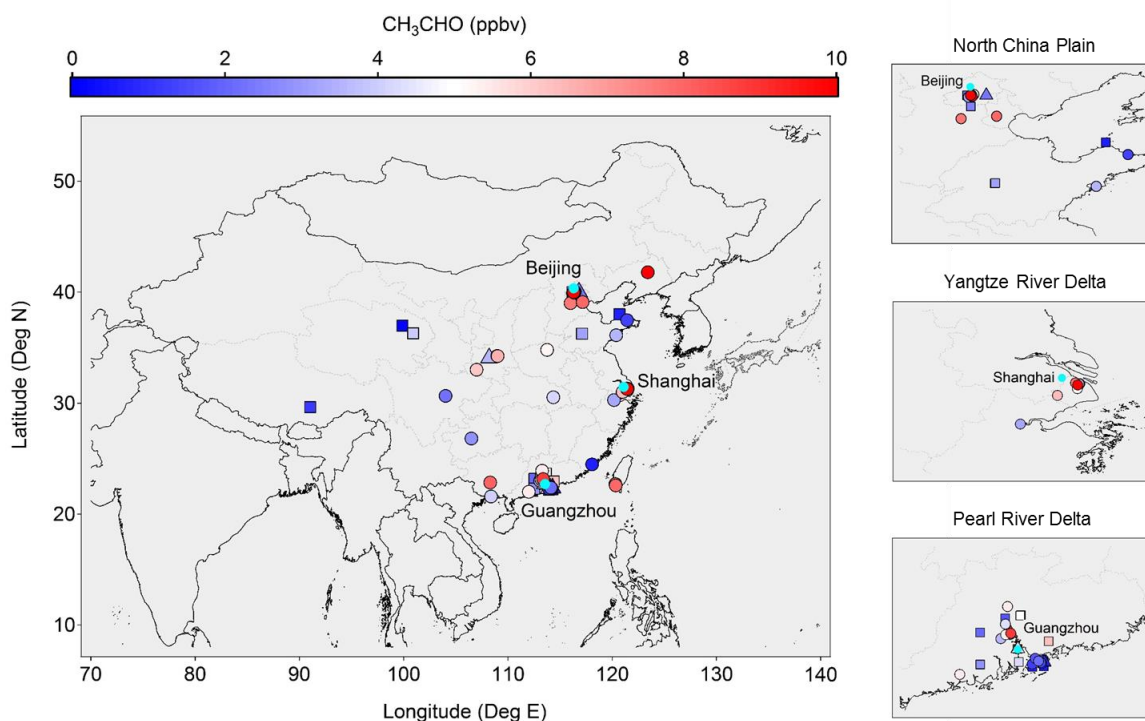 CH₃CHO (ppbv)
0 2 4 6 8 10
North China Plain
Beijing
Yangtze River Delta
Shanghai
Pearl River Delta
Guangzhou
Latitude (Deg N)
50
40
30
20
10
Beijing
Shanghai
Guangzhou
70 80 90 100 110 120 130 140
Longitude (Deg E)